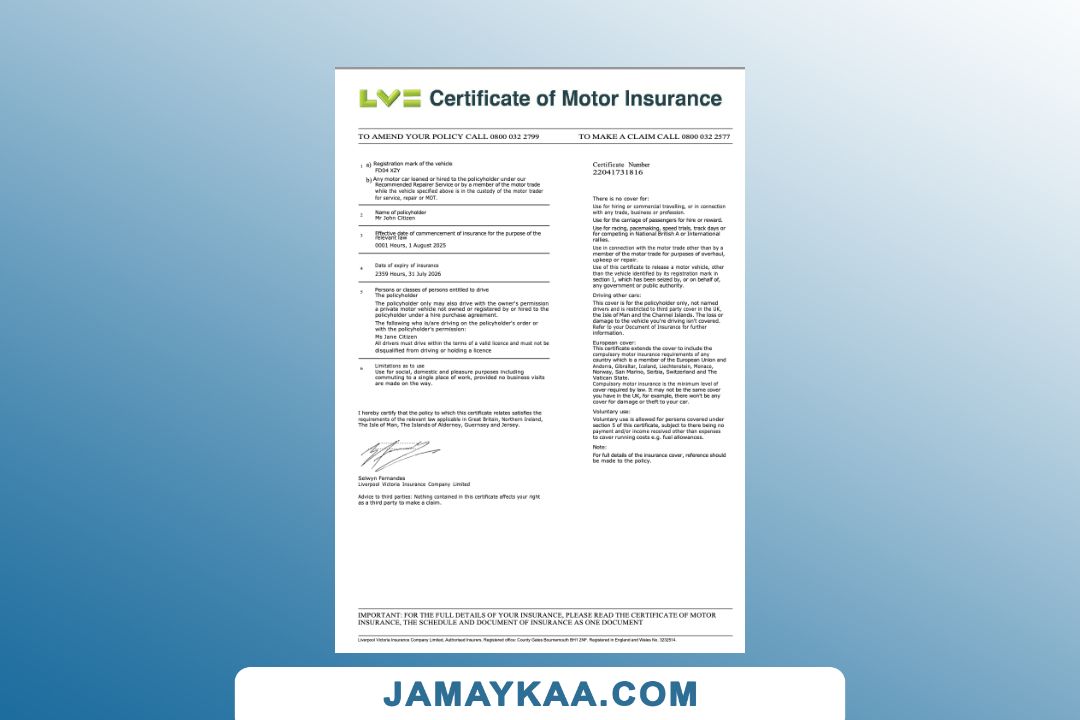 LV= Certificate of Motor Insurance
TO AMEND YOUR POLICY CALL 0800 032 2799
TO MAKE A CLAIM CALL 0800 032 2577
1 a) Registration mark of the vehicle
FD04 XZY
b) Any motor car loaned or hired to the policyholder under our
Recommended Repairer Service or by a member of the motor trade
while the vehicle specified above is in the custody of the motor trader
for service, repair or MOT.
2 Name of policyholder
Mr John Citizen
3 Effective date of commencement of insurance for the purpose of the
relevant law
0001 Hours, 1 August 2025
4 Date of expiry of insurance
2359 Hours, 31 July 2026
5 Persons or classes of persons entitled to drive
The policyholder
The policyholder only may also drive with the owner's permission
a private motor vehicle not owned or registered by or hired to the
policyholder under a hire purchase agreement.
The following who is/are driving on the policyholder's order or
with the policyholder's permission:
Ms Jane Citizen
All drivers must drive within the terms of a valid licence and must not be
disqualified from driving or holding a licence
6 Limitations as to use
Use for social, domestic and pleasure purposes including
commuting to a single place of work, provided no business visits
are made on the way.
I hereby certify that the policy to which this certificate relates satisfies the
requirements of the relevant law applicable in Great Britain, Northern Ireland,
The Isle of Man, The Islands of Alderney, Guernsey and Jersey.
Selwyn Fernandes
Liverpool Victoria Insurance Company Limited
Advice to third parties: Nothing contained in this certificate affects your right
as a third party to make a claim.
Certificate Number
22041731816
There is no cover for:
Use for hiring or commercial travelling, or in connection
with any trade, business or profession.
Use for the carriage of passengers for hire or reward.
Use for racing, pacemaking, speed trials, track days or
for competing in National British A or International
rallies.
Use in connection with the motor trade other than by a
member of the motor trade for purposes of overhaul,
upkeep or repair.
Use of this certificate to release a motor vehicle, other
than the vehicle identified by its registration mark in
section 1, which has been seized by, or on behalf of,
any government or public authority.
Driving other cars:
This cover is for the policyholder only, not named
drivers and is restricted to third party cover in the UK,
the Isle of Man and the Channel Islands. The loss or
damage to the vehicle you're driving isn't covered.
Refer to your Document of Insurance for further
information.
European cover:
This certificate extends the cover to include the
compulsory motor insurance requirements of any
country which is a member of the European Union and
Andorra, Gibraltar, Iceland, Liechtenstein, Monaco,
Norway, San Marino, Serbia, Switzerland and The
Vatican State.
Compulsory motor insurance is the minimum level of
cover required by law. It may not be the same cover
you have in the UK, for example, there won't be any
cover for damage or theft to your car.
Voluntary use:
Voluntary use is allowed for persons covered under
section 5 of this certificate, subject to there being no
payment and/or income received other than expenses
to cover running costs e.g. fuel allowances.
Note:
For full details of the insurance cover, reference should
be made to the policy.
IMPORTANT: FOR THE FULL DETAILS OF YOUR INSURANCE, PLEASE READ THE CERTIFICATE OF MOTOR
INSURANCE, THE SCHEDULE AND DOCUMENT OF INSURANCE AS ONE DOCUMENT
Liverpool Victoria Insurance Company Limited, Authorised Insurers. Registered office: County Gates Bournemouth BH1 2NF. Registered in England and Wales No. 3232514.
JAMAYKAA.COM